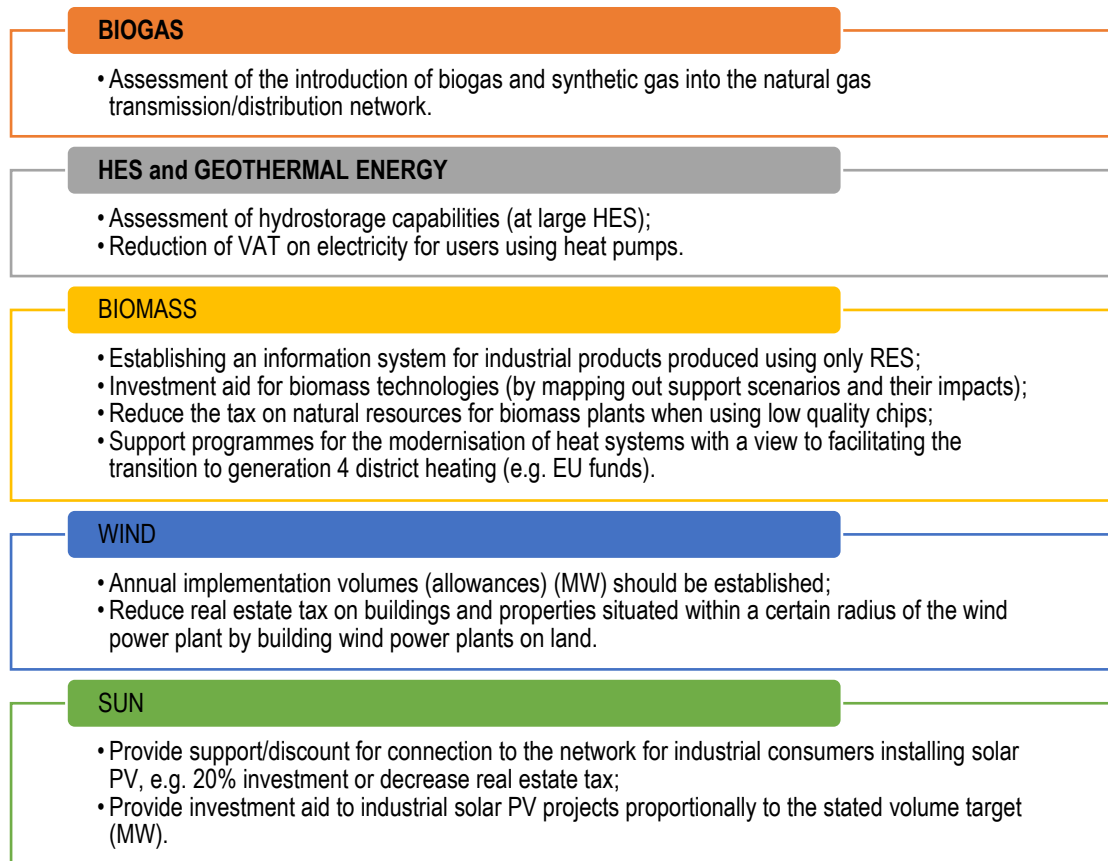 BIOGAS
• Assessment of the introduction of biogas and synthetic gas into the natural gas
transmission/distribution network.
HES and GEOTHERMAL ENERGY
• Assessment of hydrostorage capabilities (at large HES);
• Reduction of VAT on electricity for users using heat pumps.
BIOMASS
• Establishing an information system for industrial products produced using only RES;
• Investment aid for biomass technologies (by mapping out support scenarios and their impacts);
• Reduce the tax on natural resources for biomass plants when using low quality chips;
• Support programmes for the modernisation of heat systems with a view to facilitating the
transition to generation 4 district heating (e.g. EU funds).
WIND
• Annual implementation volumes (allowances) (MW) should be established;
• Reduce real estate tax on buildings and properties situated within a certain radius of the wind
power plant by building wind power plants on land.
SUN
• Provide support/discount for connection to the network for industrial consumers installing solar
PV, e.g. 20% investment or decrease real estate tax;
• Provide investment aid to industrial solar PV projects proportionally to the stated volume target
(MW).